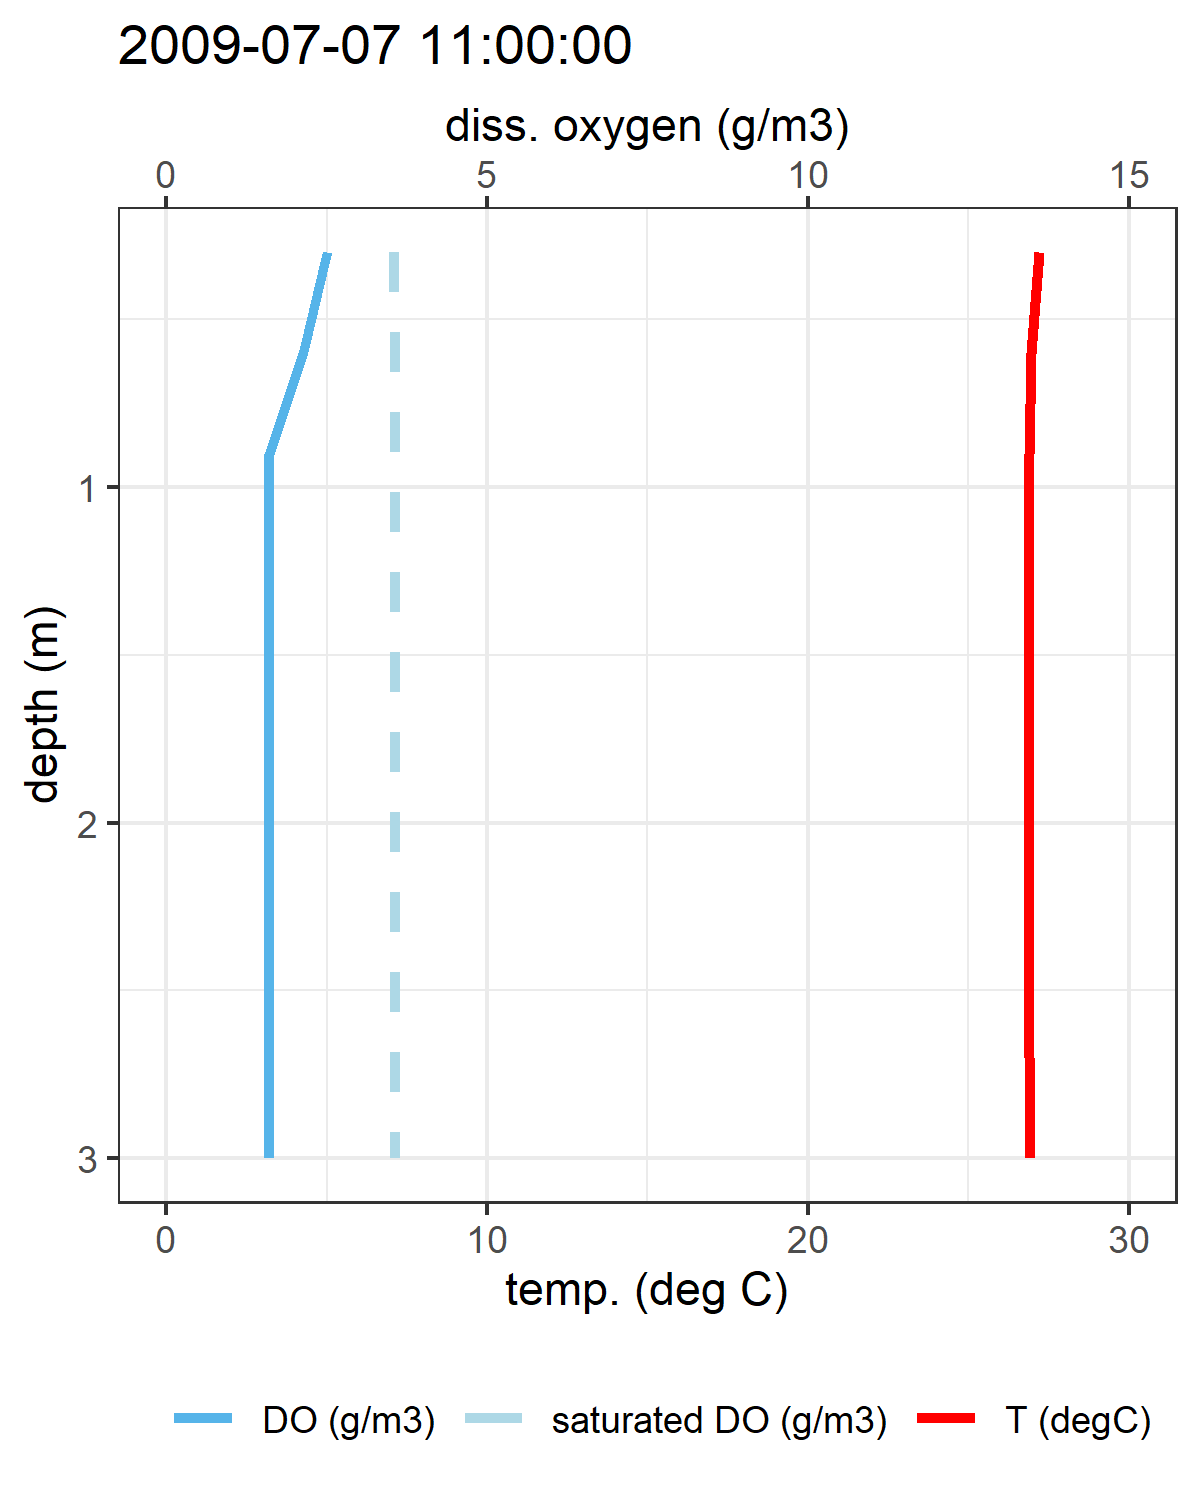 2009-07-07 11:00:00
diss. oxygen (g/m3)
0 5 10 15
depth (m)
1
2
3
0 10 20 30
temp. (deg C)
DO (g/m3) saturated DO (g/m3) T (degC)